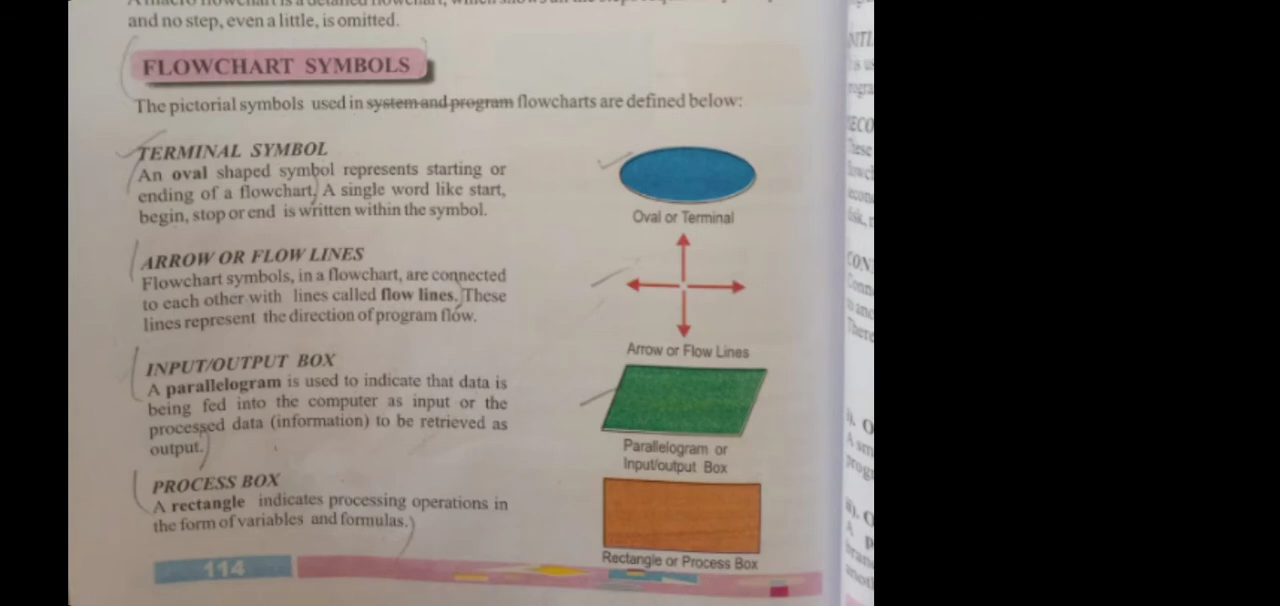 and no step, even a little, is omitted.
FLOWCHART SYMBOLS
The pictorial symbols used in system and program flowcharts are defined below:
TERMINAL SYMBOL
An oval shaped symbol represents starting or
ending of a flowchart. A single word like start,
begin, stop or end is written within the symbol.
Oval or Terminal
ARROW OR FLOW LINES
Flowchart symbols, in a flowchart, are connected
to each other with lines called flow lines. These
lines represent the direction of program flow.
Arrow or Flow Lines
INPUT/OUTPUT BOX
A parallelogram is used to indicate that data is
being fed into the computer as input or the
processed data (information) to be retrieved as
output.
Parallelogram or
Input/output Box
PROCESS BOX
A rectangle indicates processing operations in
the form of variables and formulas.
Rectangle or Process Box
114